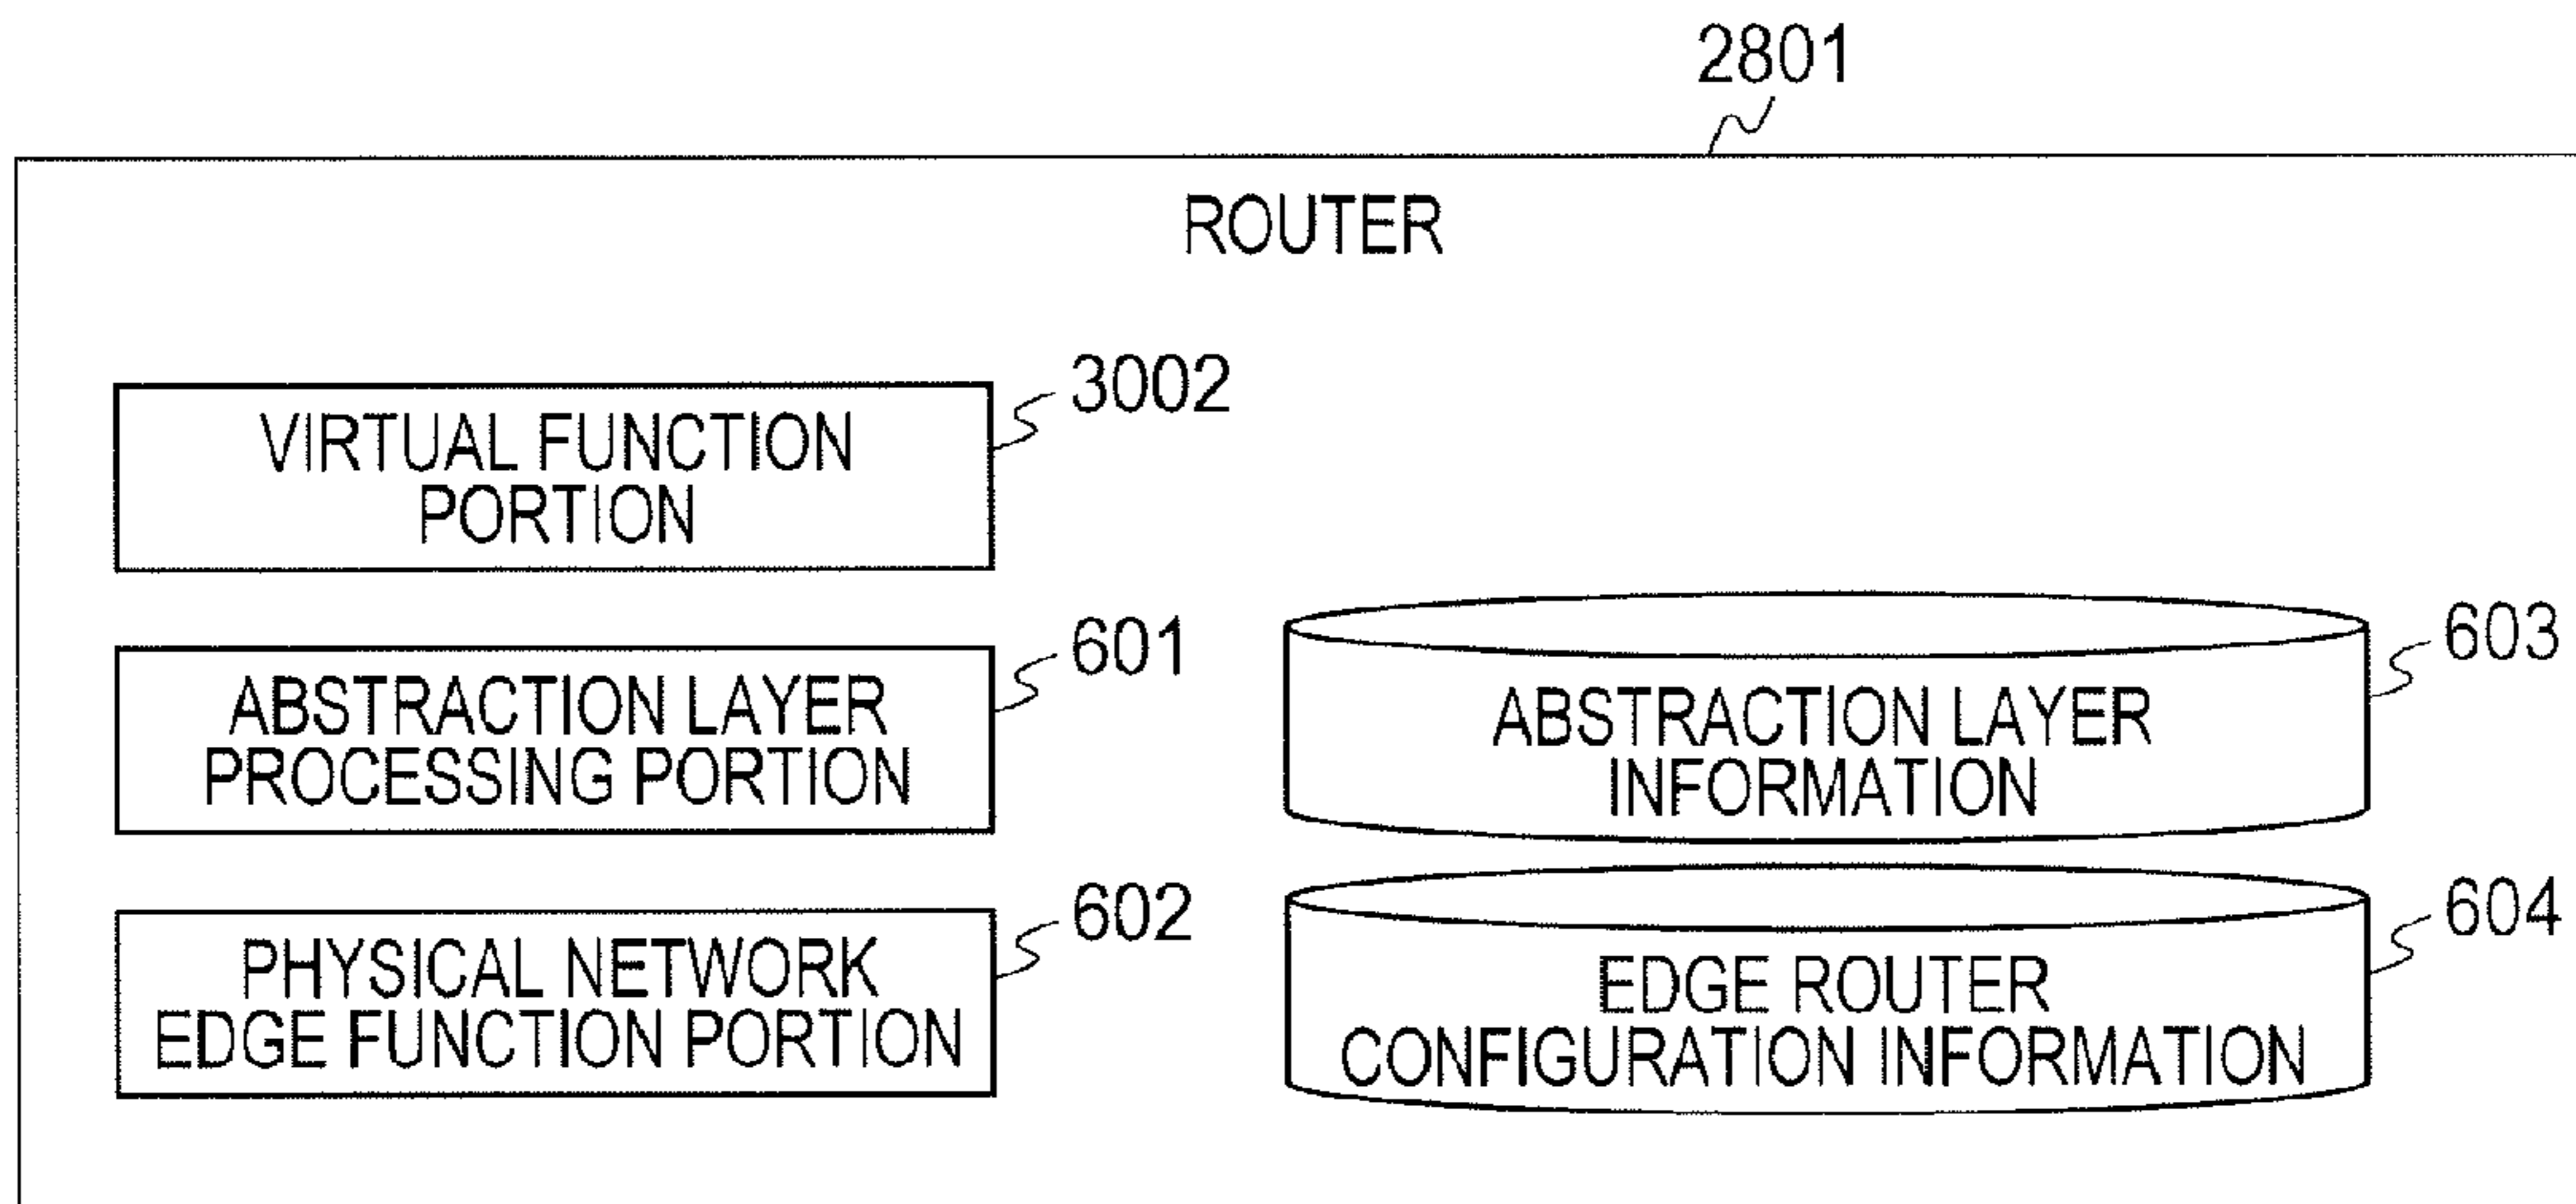 2801
ROUTER
3002
VIRTUAL FUNCTION
PORTION
601
ABSTRACTION LAYER
PROCESSING PORTION
603
ABSTRACTION LAYER
INFORMATION
602
PHYSICAL NETWORK
EDGE FUNCTION PORTION
604
EDGE ROUTER
CONFIGURATION INFORMATION